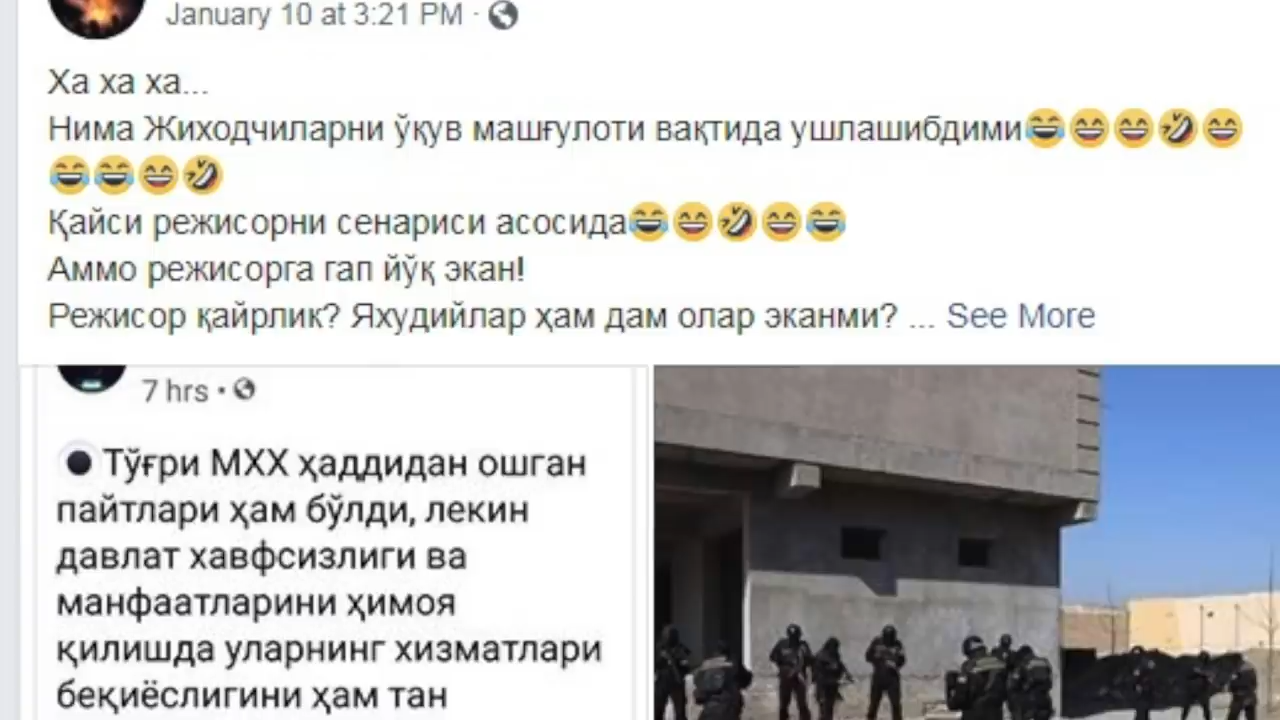 January 10 at 3:21 PM ·
Ха ха ха...
Нима Жиходчиларни ўқув машғулоти вақтида ушлашибдими😂😄😄🤣😄
😂😂😄🤣
Қайси режисорни сенариси асосида😂😄🤣😄😂
Аммо режисорга гап йўқ экан!
Режисор қайрлик? Яхудийлар ҳам дам олар эканми? ... See More
7 hrs ·
Тўғри МХХ ҳаддидан ошган
пайтлари ҳам бўлди, лекин
давлат хавфсизлиги ва
манфаатларини ҳимоя
қилишда уларнинг хизматлари
беқиёслигини ҳам тан